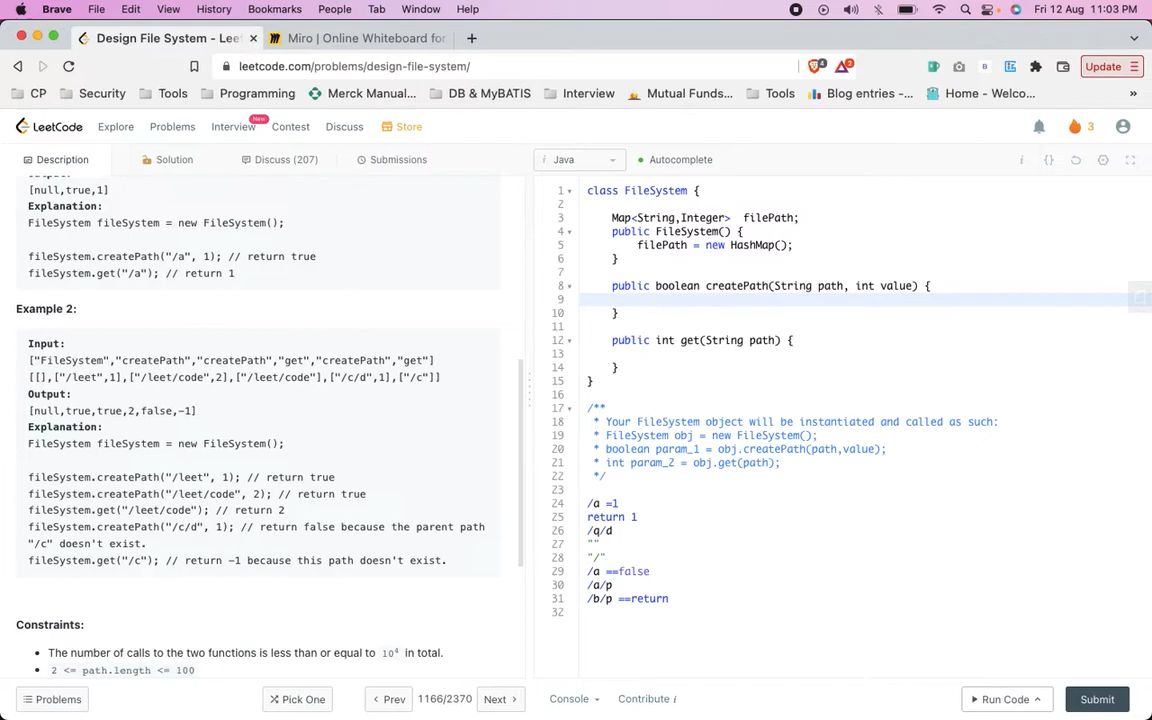 Brave File Edit View History Bookmarks People Tab Window Help Fri 12 Aug 11:03 PM
Design File System - Leet Miro | Online Whiteboard for
leetcode.com/problems/design-file-system/ 4 2 Update
CP Security Tools Programming Merck Manual... DB & MyBATIS Interview Mutual Funds... Tools Blog entries -... Home - Welco... »
LeetCode Explore Problems Interview New Contest Discuss Store 3
Description Solution Discuss (207) Submissions i Java Autocomplete
[null,true,1]
Explanation:
FileSystem fileSystem = new FileSystem();
fileSystem.createPath("/a", 1); // return true
fileSystem.get("/a"); // return 1
Example 2:
Input:
["FileSystem","createPath","createPath","get","createPath","get"]
[[],["/leet",1],["/leet/code",2],["/leet/code"],["/c/d",1],["/c"]]
Output:
[null,true,true,2,false,-1]
Explanation:
FileSystem fileSystem = new FileSystem();
fileSystem.createPath("/leet", 1); // return true
fileSystem.createPath("/leet/code", 2); // return true
fileSystem.get("/leet/code"); // return 2
fileSystem.createPath("/c/d", 1); // return false because the parent path
"/c" doesn't exist.
fileSystem.get("/c"); // return -1 because this path doesn't exist.
Constraints:
The number of calls to the two functions is less than or equal to 10⁴ in total.
2 <= path.length <= 100
1 class FileSystem {
2
3 Map<String,Integer> filePath;
4 public FileSystem() {
5 filePath = new HashMap();
6 }
7
8 public boolean createPath(String path, int value) {
9
10 }
11
12 public int get(String path) {
13
14 }
15 }
16
17 /**
18 * Your FileSystem object will be instantiated and called as such:
19 * FileSystem obj = new FileSystem();
20 * boolean param_1 = obj.createPath(path,value);
21 * int param_2 = obj.get(path);
22 */
23
24 /a =1
25 return 1
26 /q/d
27 ""
28 "/"
29 /a ==false
30 /a/p
31 /b/p ==return
32
Problems Pick One Prev 1166/2370 Next Console Contribute i Run Code Submit